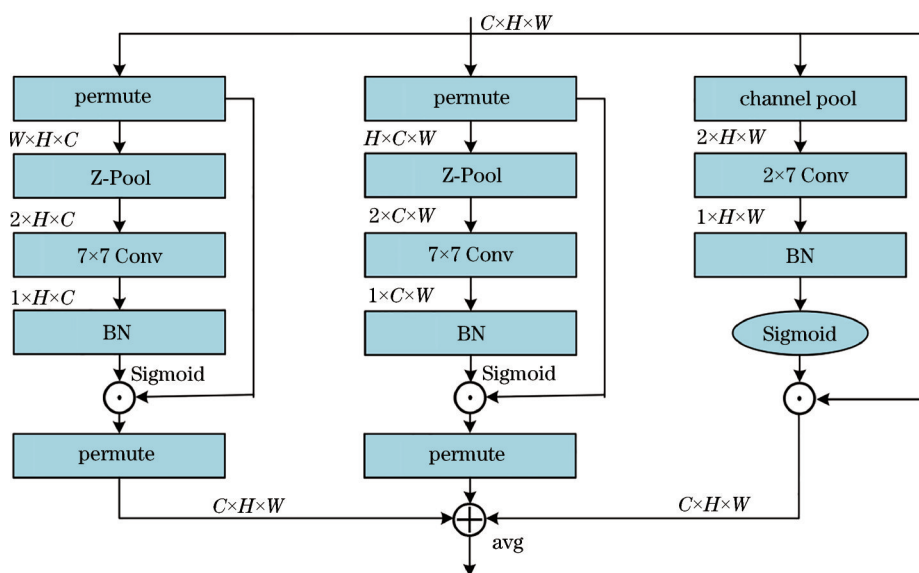 C×H×W
permute
W×H×C
Z-Pool
2×H×C
7×7 Conv
1×H×C
BN
Sigmoid
permute
C×H×W
permute
H×C×W
Z-Pool
2×C×W
7×7 Conv
1×C×W
BN
Sigmoid
permute
avg
channel pool
2×H×W
2×7 Conv
1×H×W
BN
Sigmoid
C×H×W